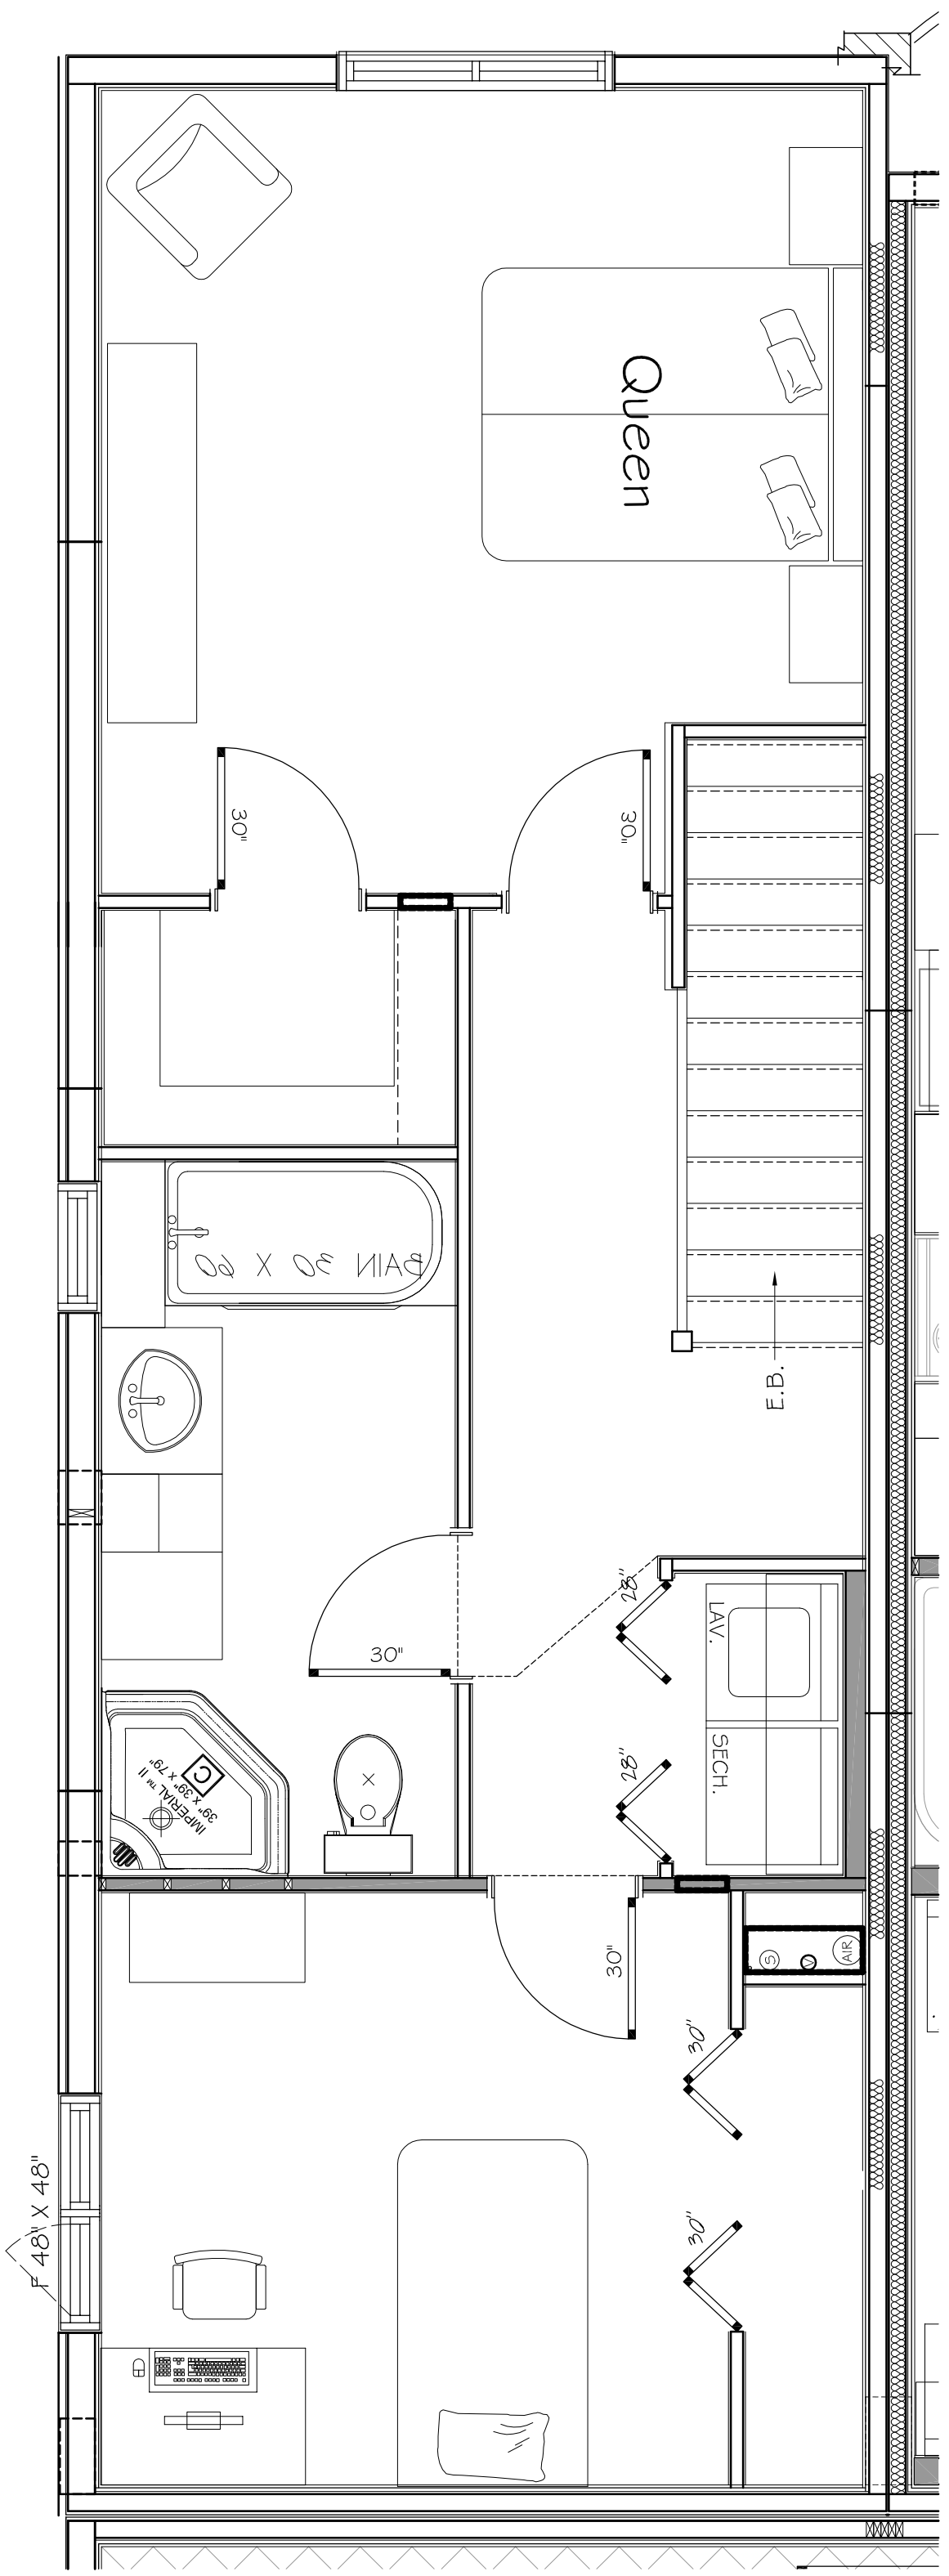 Queen
30"
30"
BAIN 30 X 60
E.B.
28"
LAV.
30"
28"
SECH.
C
IMPERIAL ™ II
39" X 39" X 79"
30"
S
V
AIR
30"
30"
F 48" X 48"